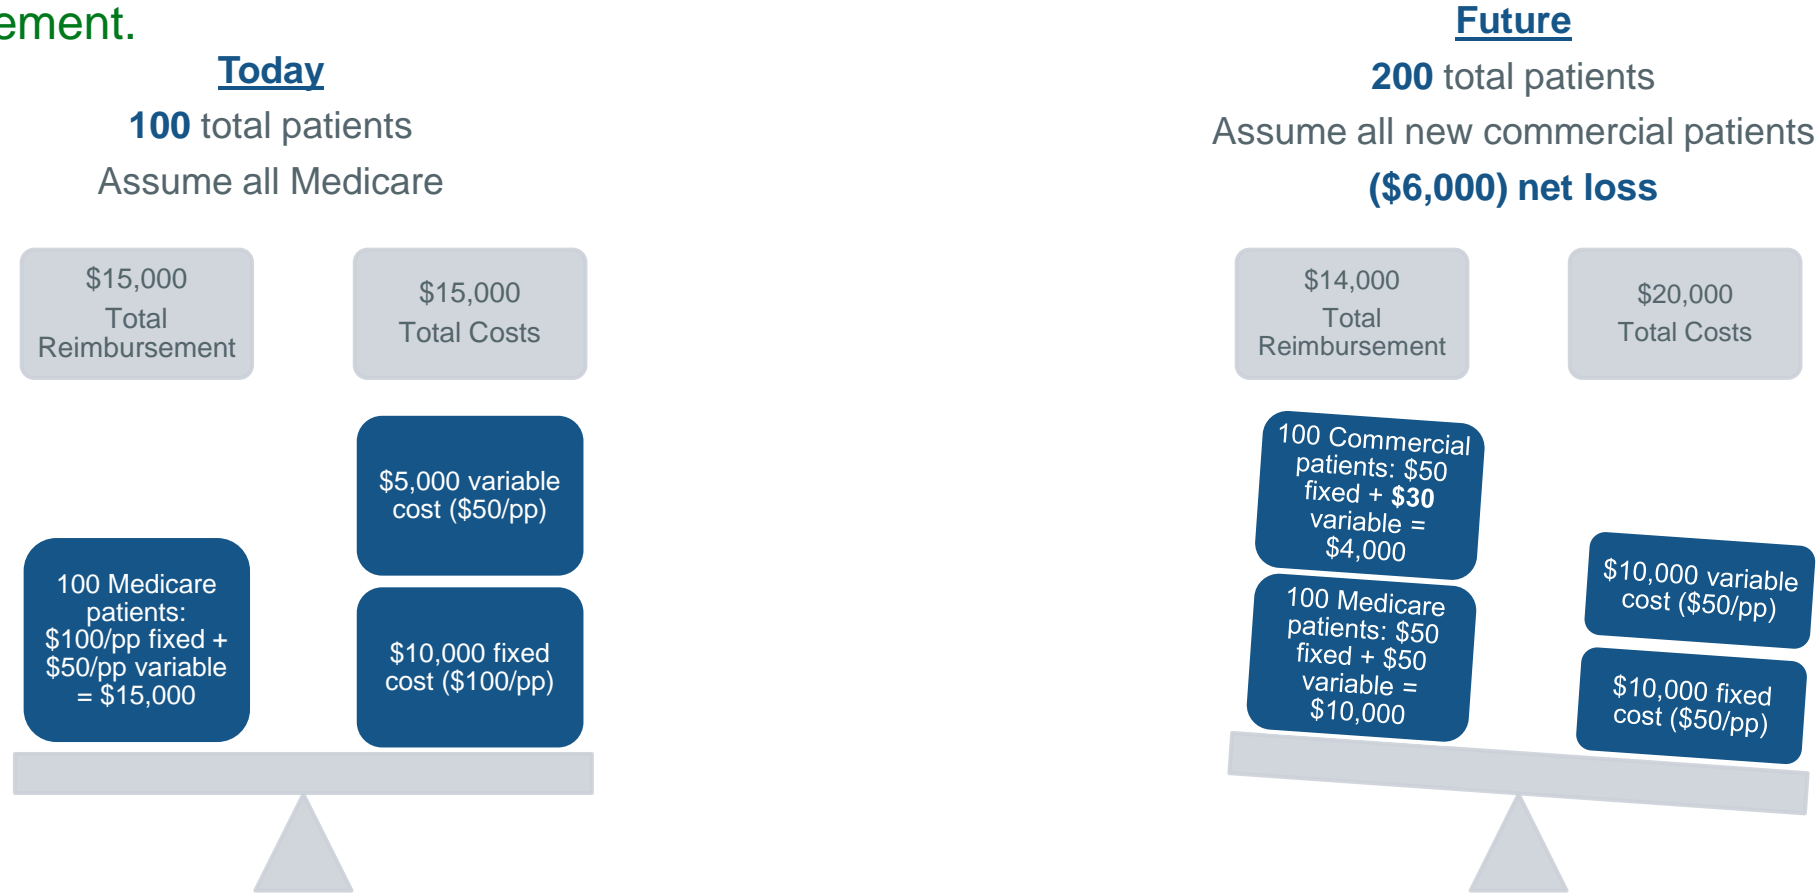 ement.
Today
100 total patients
Assume all Medicare
$15,000
Total
Reimbursement
$15,000
Total Costs
$5,000 variable
cost ($50/pp)
100 Medicare
patients:
$100/pp fixed +
$50/pp variable
= $15,000
$10,000 fixed
cost ($100/pp)
Future
200 total patients
Assume all new commercial patients
($6,000) net loss
$14,000
Total
Reimbursement
$20,000
Total Costs
100 Commercial
patients: $50
fixed + $30
variable =
$4,000
100 Medicare
patients: $50
fixed + $50
variable =
$10,000
$10,000 variable
cost ($50/pp)
$10,000 fixed
cost ($50/pp)